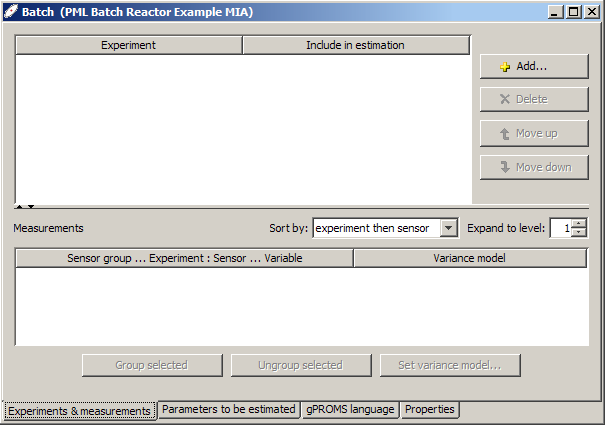 Batch (PML Batch Reactor Example MIA)
Experiment Include in estimation
Add...
Delete
Move up
Move down
Measurements Sort by: experiment then sensor Expand to level: 1
Sensor group ... Experiment : Sensor ... Variable Variance model
Group selected Ungroup selected Set variance model...
Experiments & measurements Parameters to be estimated gPROMS language Properties